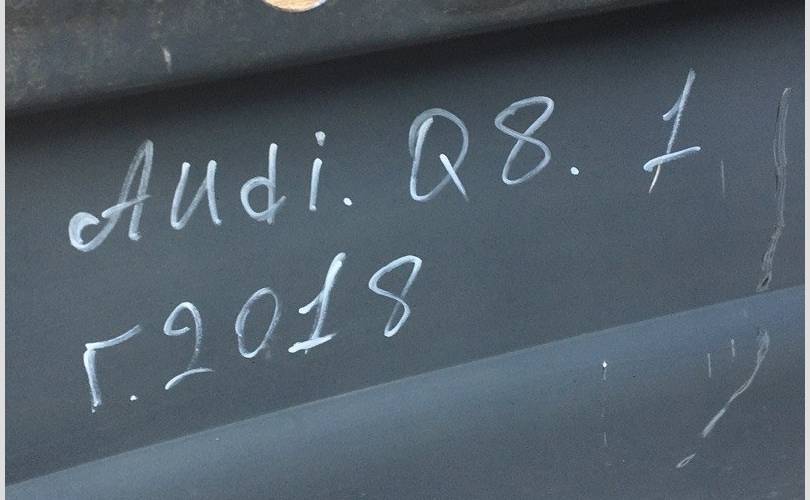 Audi. Q8. 1
г. 2018